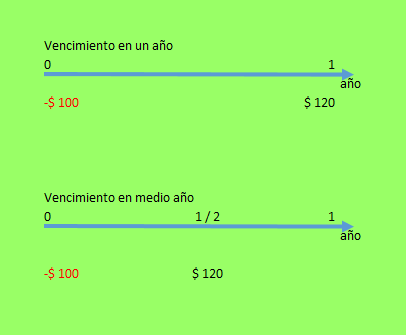 Vencimiento en un año
0 1
año
-$ 100 $ 120
Vencimiento en medio año
0 1 / 2 1
año
-$ 100 $ 120